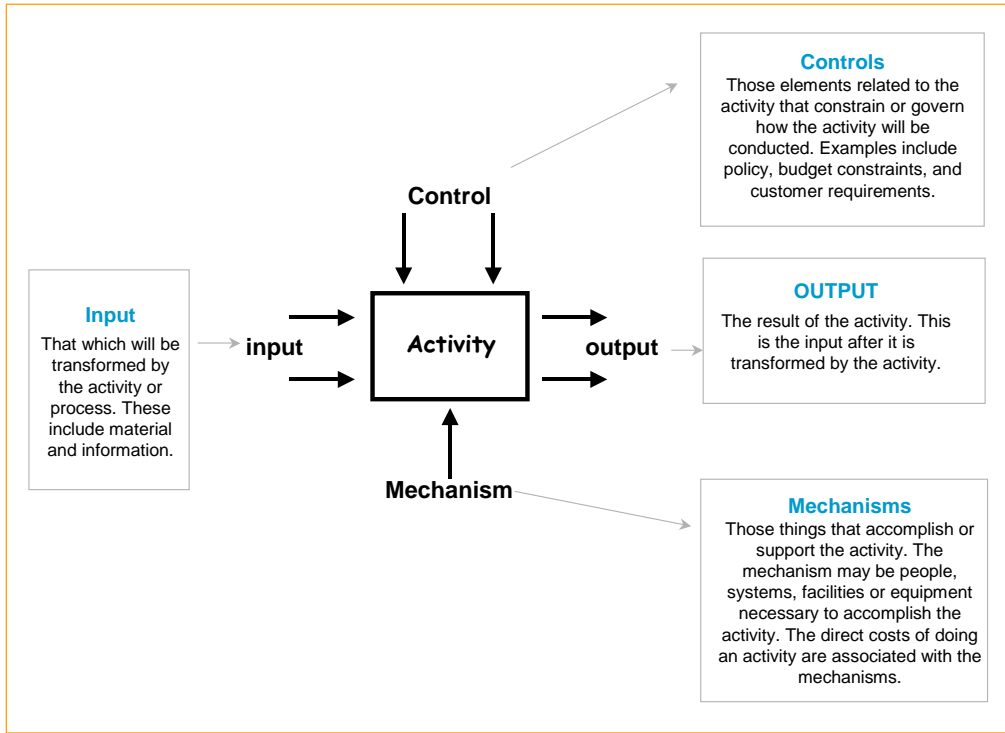 Controls
Those elements related to the
activity that constrain or govern
how the activity will be
conducted. Examples include
policy, budget constraints, and
customer requirements.
Control
Input
That which will be
transformed by
the activity or
process. These
include material
and information.
input
Activity
output
OUTPUT
The result of the activity. This
is the input after it is
transformed by the activity.
Mechanism
Mechanisms
Those things that accomplish or
support the activity. The
mechanism may be people,
systems, facilities or equipment
necessary to accomplish the
activity. The direct costs of doing
an activity are associated with the
mechanisms.